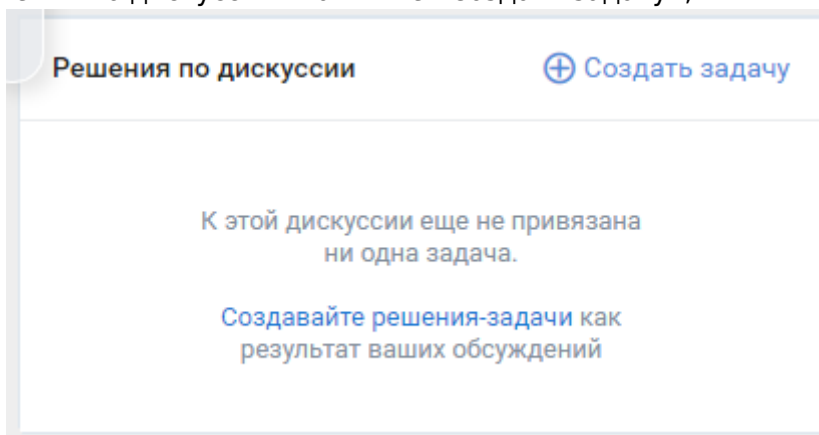 Решения по дискуссии
Создать задачу
К этой дискуссии еще не привязана
ни одна задача.
Создавайте решения-задачи как
результат ваших обсуждений